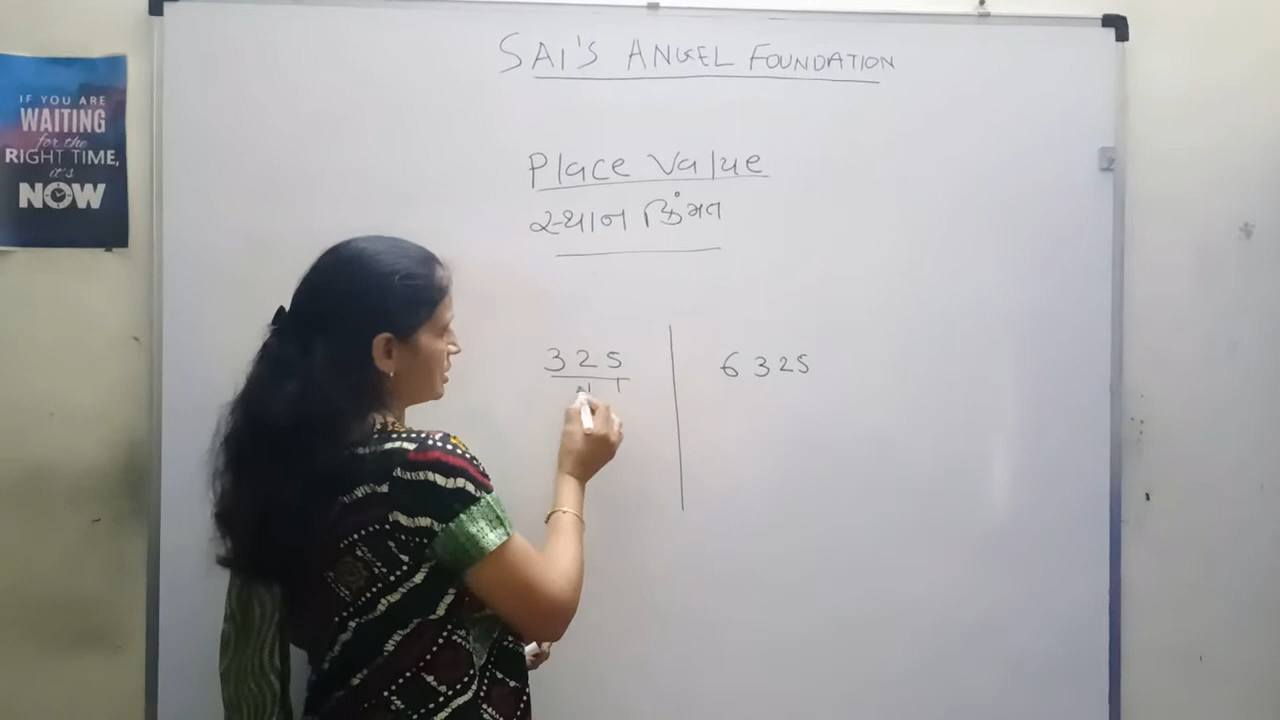 IF YOU ARE
WAITING
for the
RIGHT TIME,
it's
NOW
SAI'S ANGEL FOUNDATION
Place Value
સ્થાન કિંમત
325
6325